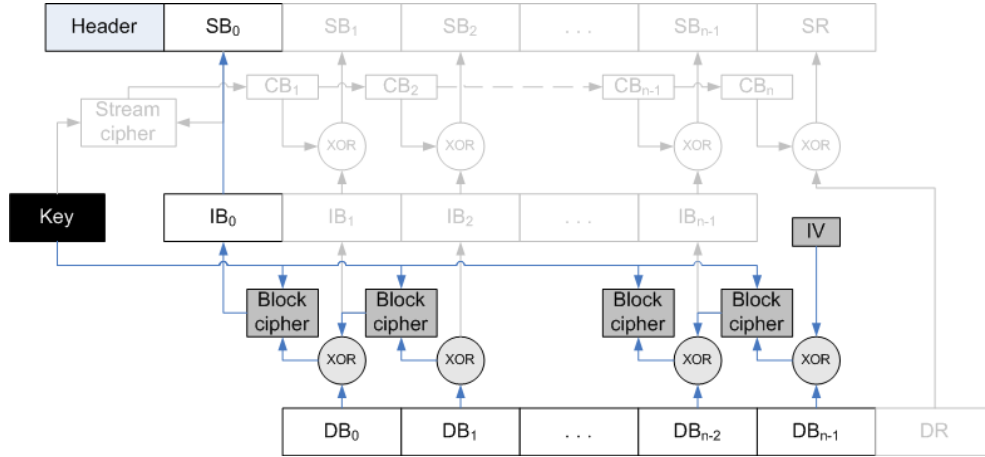 Header SB₀ SB₁ SB₂ . . . SBₙ₋₁ SR
CB₁ CB₂ CBₙ₋₁ CBₙ
Stream
cipher
XOR XOR XOR XOR
Key IB₀ IB₁ IB₂ . . . IBₙ₋₁ IV
Block Block Block Block
cipher cipher cipher cipher
XOR XOR XOR XOR
DB₀ DB₁ . . . DBₙ₋₂ DBₙ₋₁ DR